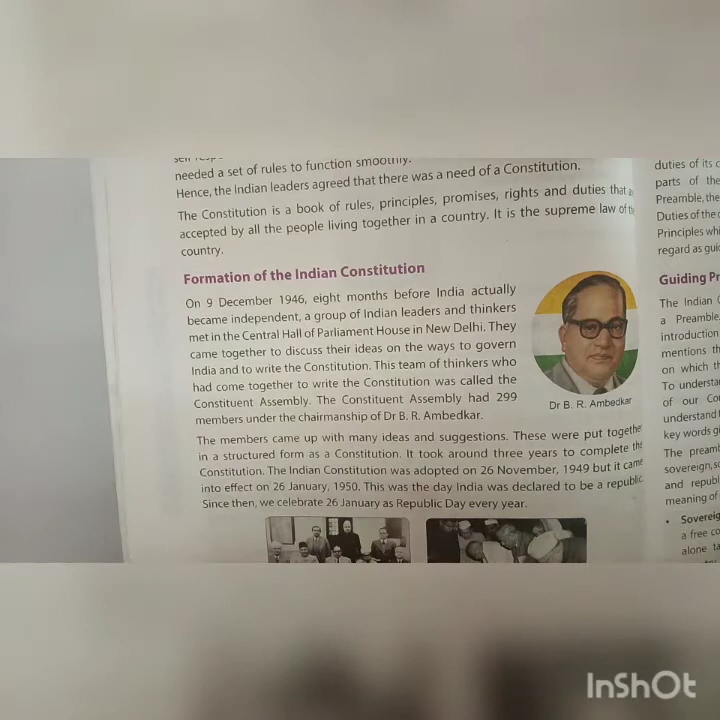 needed a set of rules to function smoothly.
Hence, the Indian leaders agreed that there was a need of a Constitution.
The Constitution is a book of rules, principles, promises, rights and duties that
accepted by all the people living together in a country. It is the supreme law of
country.
Formation of the Indian Constitution
On 9 December 1946, eight months before India actually
became independent, a group of Indian leaders and thinkers
met in the Central Hall of Parliament House in New Delhi. They
came together to discuss their ideas on the ways to govern
India and to write the Constitution. This team of thinkers who
had come together to write the Constitution was called the
Constituent Assembly. The Constituent Assembly had 299
members under the chairmanship of Dr B. R. Ambedkar.
Dr B. R. Ambedkar
The members came up with many ideas and suggestions. These were put togethe
in a structured form as a Constitution. It took around three years to complete the
Constitution. The Indian Constitution was adopted on 26 November, 1949 but it came
into effect on 26 January, 1950. This was the day India was declared to be a republic.
Since then, we celebrate 26 January as Republic Day every year.
duties of its
parts of the
Preamble, the
Duties of the
Principles whi
regard as gui
Guiding Pr
The Indian
a Preamble.
introduction
mentions th
on which th
To understa
of our Co
understand
key words gi
The preamb
sovereign, so
and republ
meaning of
• Sovereig
a free co
alone ta
InShOt